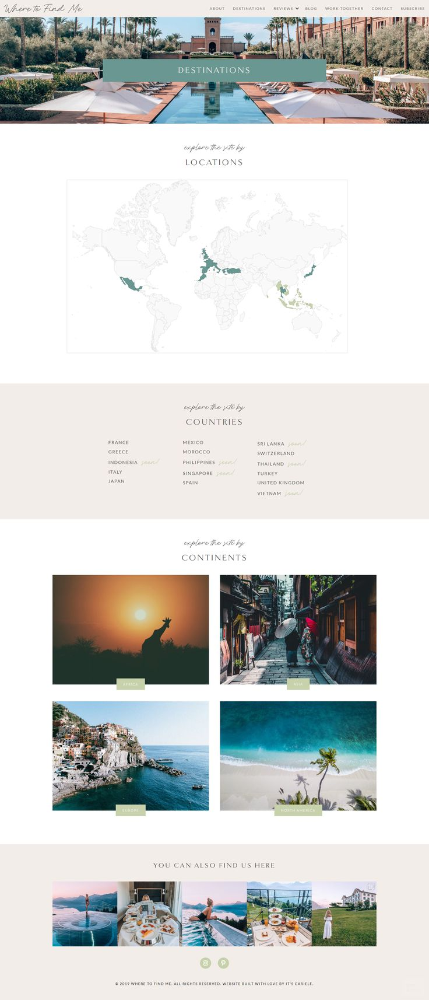 Where to Find Me
ABOUT DESTINATIONS REVIEWS BLOG WORK TOGETHER CONTACT SUBSCRIBE
DESTINATIONS
explore the site by
LOCATIONS
explore the site by
COUNTRIES
FRANCE
GREECE
INDONESIA soon!
ITALY
JAPAN
MEXICO
MOROCCO
PHILIPPINES soon!
SINGAPORE soon!
SPAIN
SRI LANKA soon!
SWITZERLAND
THAILAND soon!
TURKEY
UNITED KINGDOM
VIETNAM soon!
explore the site by
CONTINENTS
AFRICA
ASIA
EUROPE
NORTH AMERICA
YOU CAN ALSO FIND US HERE
© 2019 WHERE TO FIND ME. ALL RIGHTS RESERVED. WEBSITE BUILT WITH LOVE BY IT'S GARIELE.